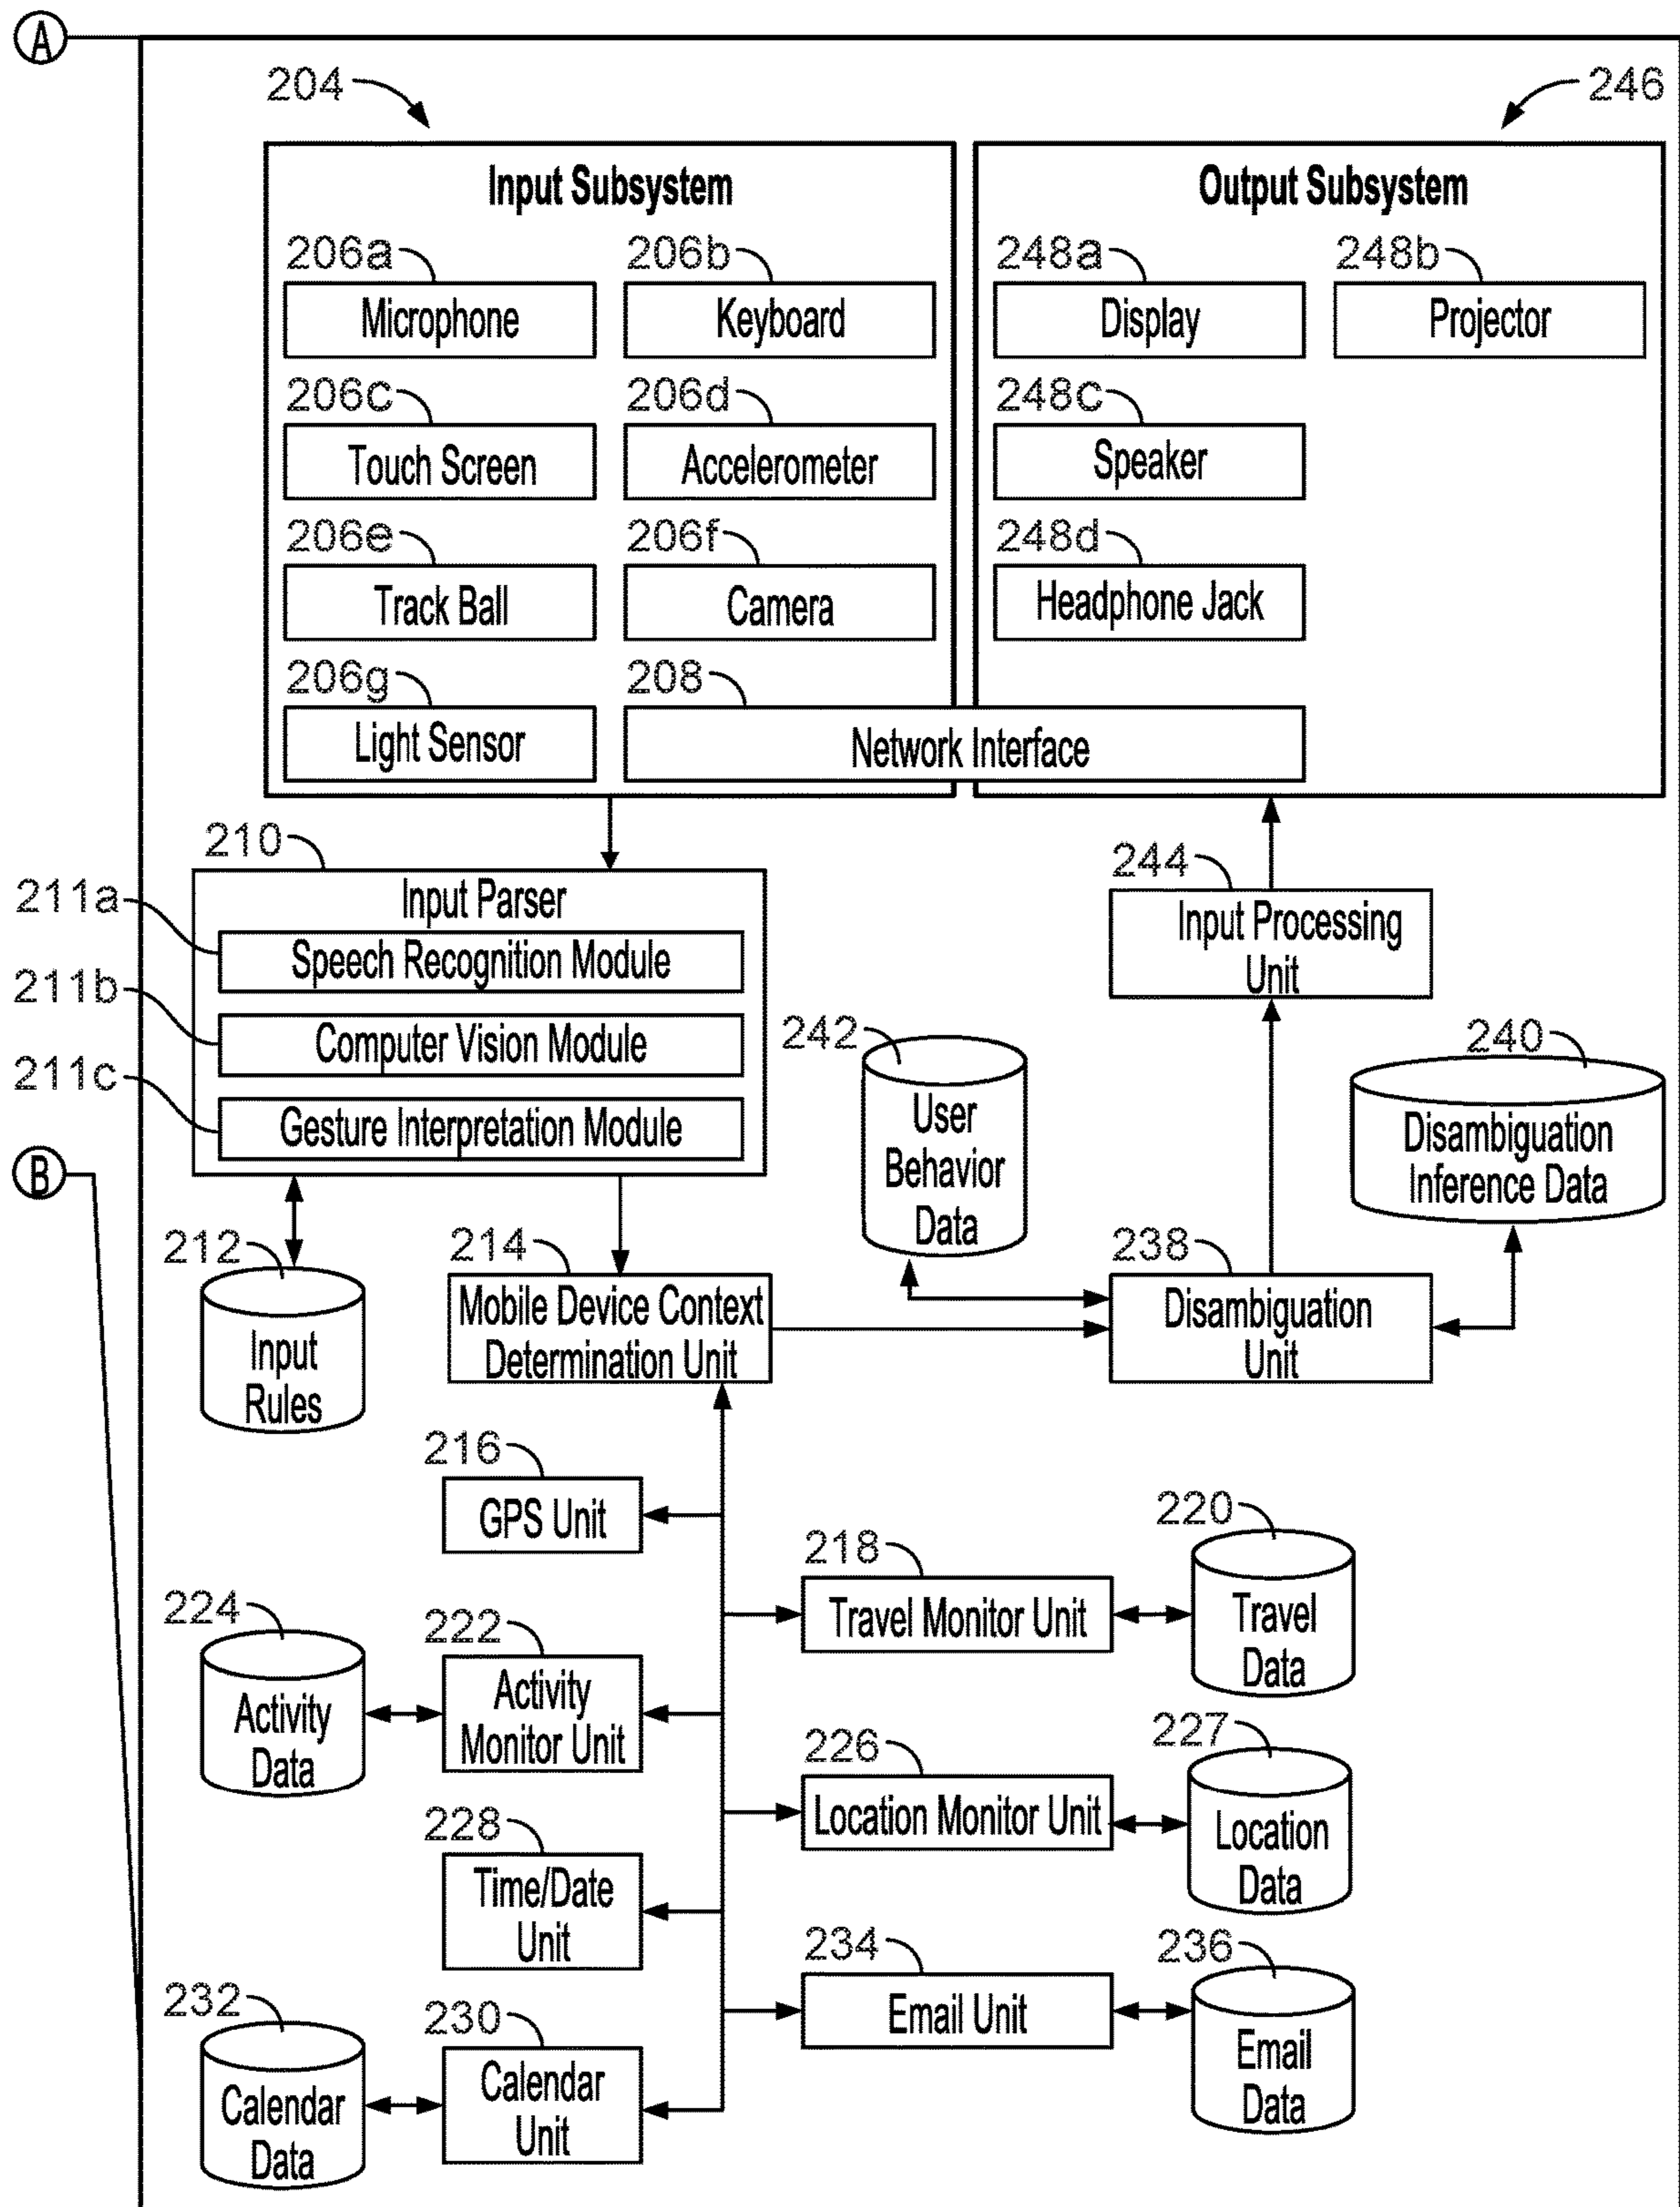 A
204
246
Input Subsystem
Output Subsystem
206a
206b
248a
248b
Microphone
Keyboard
Display
Projector
206c
206d
248c
Touch Screen
Accelerometer
Speaker
206e
206f
248d
Track Ball
Camera
Headphone Jack
206g
208
Light Sensor
Network Interface
210
244
211a
Input Parser
Input Processing
Unit
Speech Recognition Module
211b
Computer Vision Module
211c
Gesture Interpretation Module
242
240
User
Behavior
Data
Disambiguation
Inference Data
B
212
214
238
Input
Rules
Mobile Device Context
Determination Unit
Disambiguation
Unit
216
GPS Unit
218
220
Travel Monitor Unit
Travel
Data
224
222
Activity
Data
Activity
Monitor Unit
226
227
Location Monitor Unit
Location
Data
228
Time/Date
Unit
234
236
Email Unit
Email
Data
232
230
Calendar
Data
Calendar
Unit